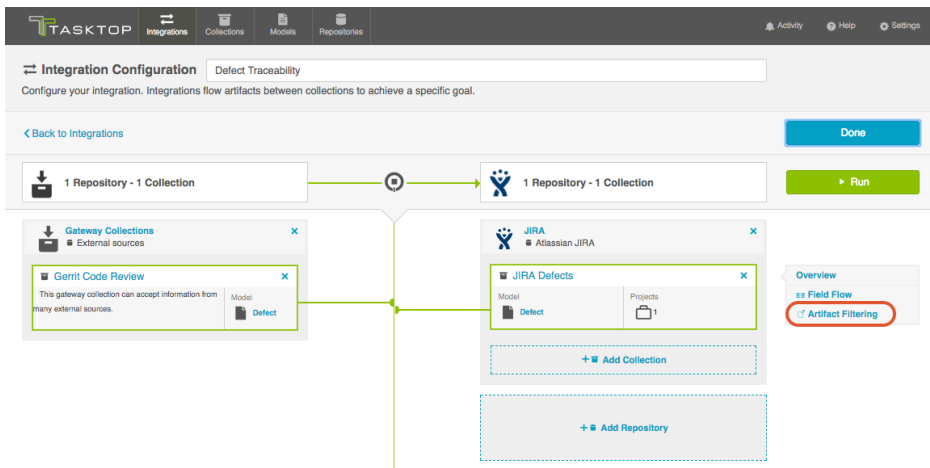 TASKTOP
Integrations
Collections
Models
Repositories
Activity
Help
Settings
Integration Configuration
Defect Traceability
Configure your integration. Integrations flow artifacts between collections to achieve a specific goal.
Back to Integrations
Done
1 Repository - 1 Collection
1 Repository - 1 Collection
Run
Gateway Collections
External sources
JIRA
Atlassian JIRA
Gerrit Code Review
This gateway collection can accept information from
many external sources.
Model
Defect
JIRA Defects
Model
Defect
Projects
1
Overview
Field Flow
Artifact Filtering
+ Add Collection
+ Add Repository